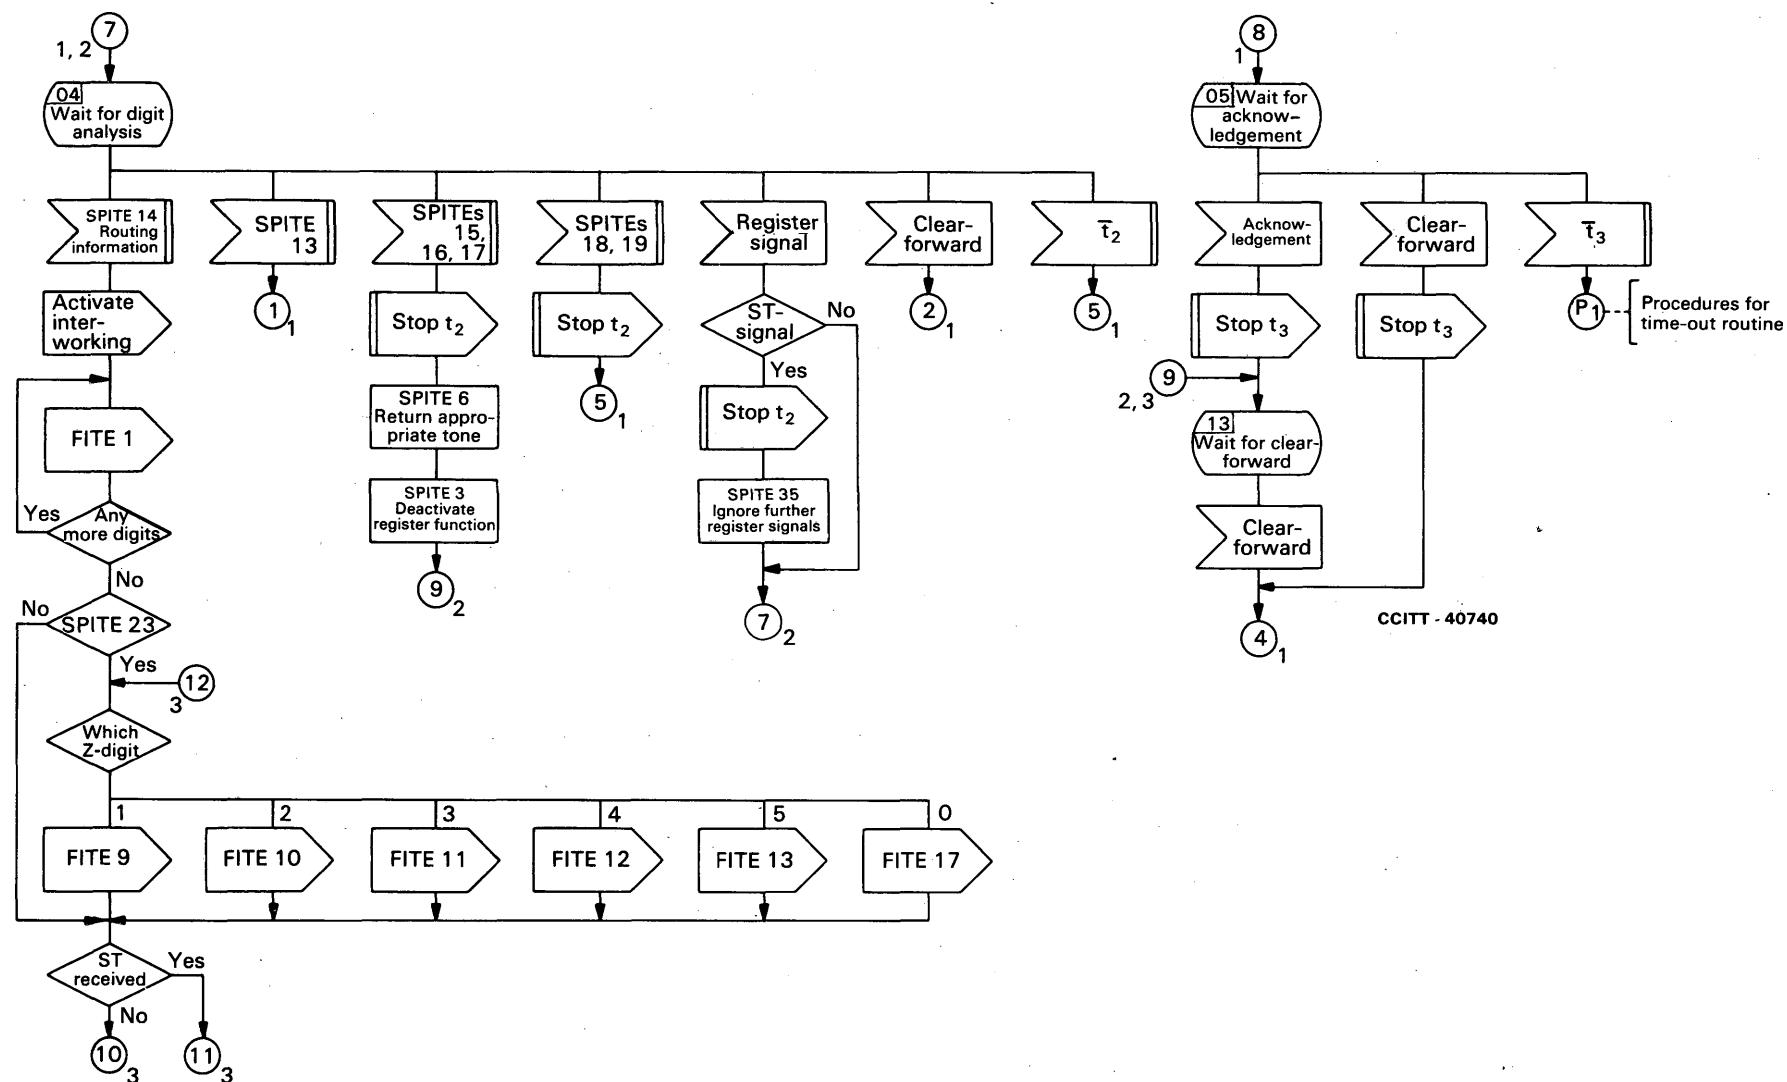 7
1, 2
04
Wait for digit
analysis
SPITE 14
Routing
information
SPITE
13
SPITEs
15,
16, 17
SPITEs
18, 19
Register
signal
Clear-
forward
t̅2
Activate
inter-
working
1
1
Stop t2
Stop t2
ST-
signal
No
Yes
2
1
5
1
FITE 1
SPITE 6
Return appro-
priate tone
5
1
Stop t2
Any
more digits
Yes
No
SPITE 3
Deactivate
register function
SPITE 35
Ignore further
register signals
9
2
7
2
SPITE 23
No
Yes
12
3
Which
Z-digit
1
2
3
4
5
0
FITE 9
FITE 10
FITE 11
FITE 12
FITE 13
FITE 17
ST
received
Yes
No
10
3
11
3
8
1
05
Wait for
acknow-
ledgement
Acknow-
ledgement
Clear-
forward
t̅3
Stop t3
Stop t3
P1
Procedures for
time-out routine
9
2, 3
13
Wait for clear-
forward
Clear-
forward
4
1
CCITT - 40740